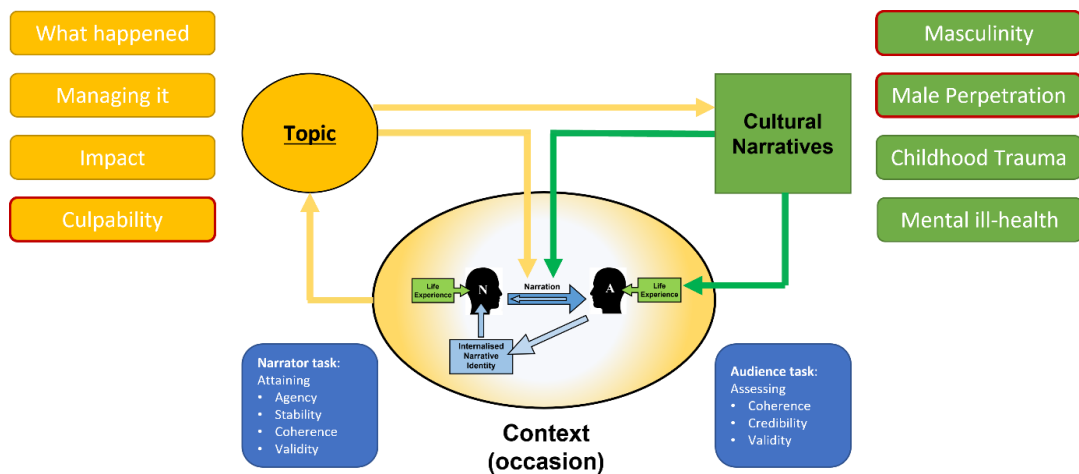 What happened
Managing it
Impact
Culpability
Topic
Cultural
Narratives
Masculinity
Male Perpetration
Childhood Trauma
Mental ill-health
Life
Experience
N
Narration
A
Life
Experience
Internalised
Narrative
Identity
Narrator task:
Attaining
• Agency
• Stability
• Coherence
• Validity
Context
(occasion)
Audience task:
Assessing
• Coherence
• Credibility
• Validity